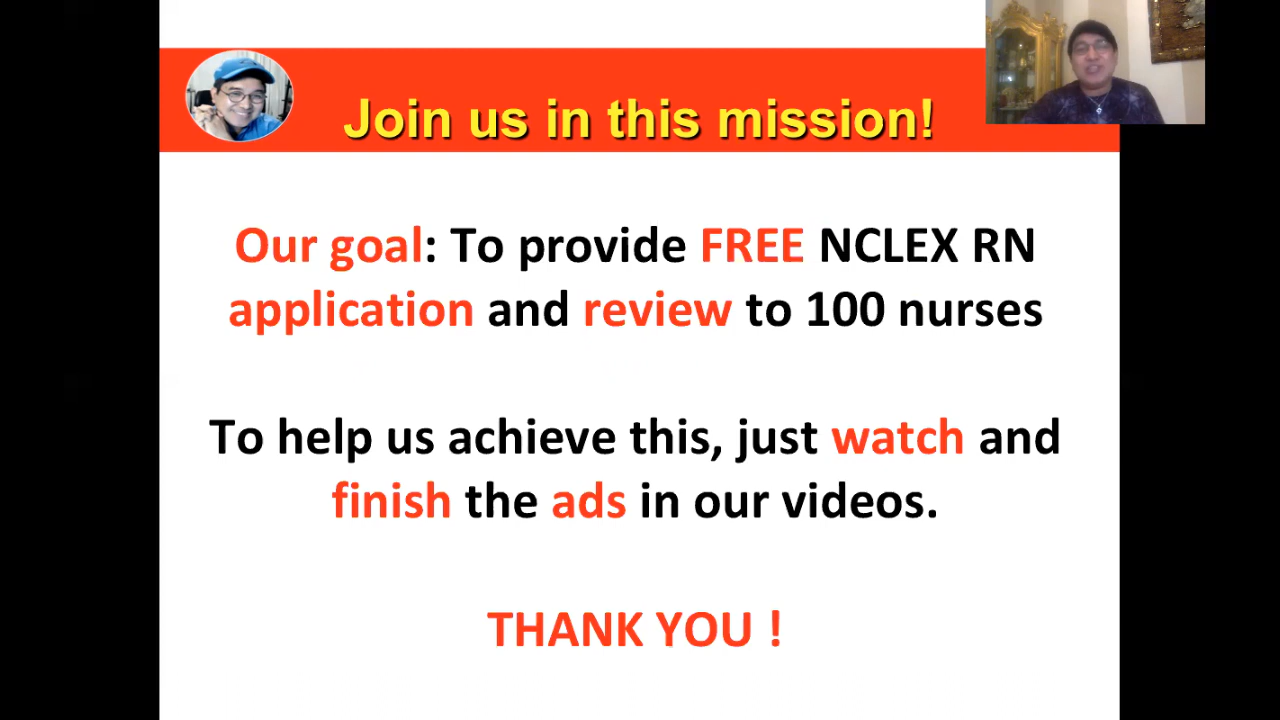 Join us in this mission!
Our goal: To provide FREE NCLEX RN
application and review to 100 nurses
To help us achieve this, just watch and
finish the ads in our videos.
THANK YOU !